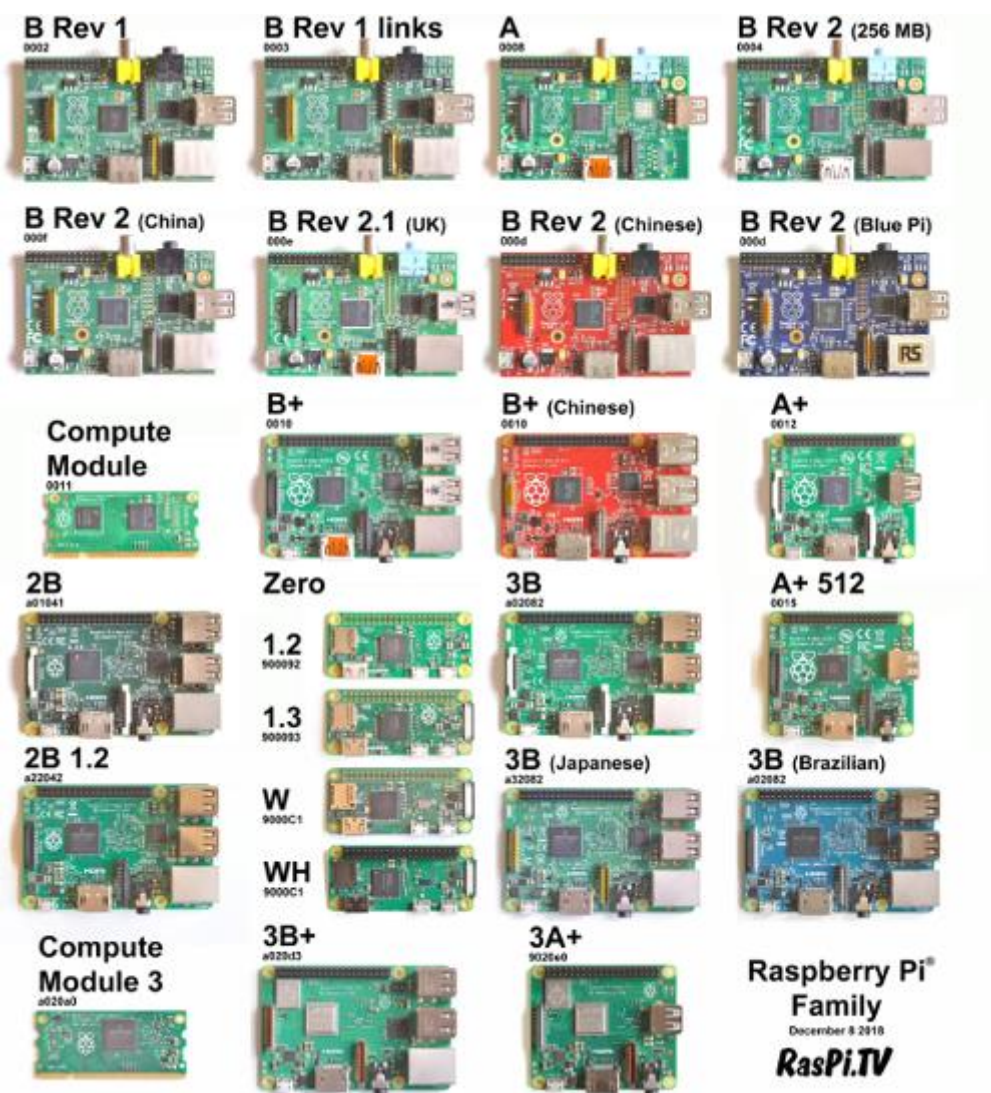 B Rev 1
0002
B Rev 1 links
0003
A
0008
B Rev 2 (256 MB)
0004
B Rev 2 (China)
000f
B Rev 2.1 (UK)
000e
B Rev 2 (Chinese)
000d
B Rev 2 (Blue Pi)
000d
RS
Compute
Module
0011
B+
0010
B+ (Chinese)
0010
A+
0012
2B
a01041
Zero
1.2
900092
1.3
900093
W
9000C1
WH
9000C1
3B
a02082
A+ 512
0015
2B 1.2
a22042
3B (Japanese)
a32082
3B (Brazilian)
a02082
Compute
Module 3
a020a0
3B+
a020d3
3A+
9020e0
Raspberry Pi®
Family
December 8 2018
RasPi.TV